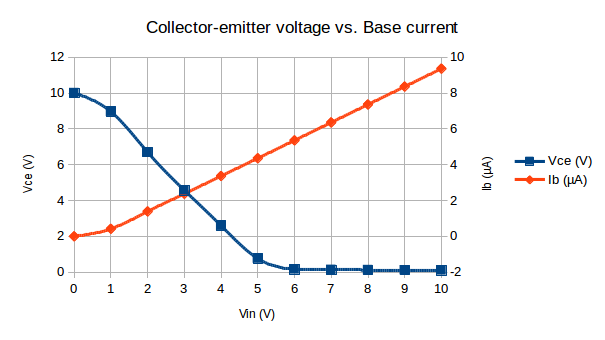 Collector-emitter voltage vs. Base current
12 10
10 8
8 6
6 4
4 2
2 0
0 -2
Vce (V)
Ib (µA)
Vce (V)
Ib (µA)
0 1 2 3 4 5 6 7 8 9 10
Vin (V)